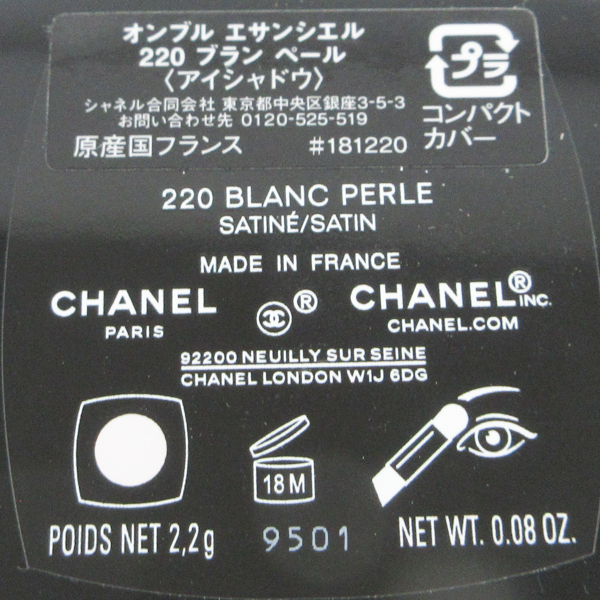 オンブル エサンシエル
220 ブラン ペール
〈アイシャドウ〉
シャネル合同会社 東京都中央区銀座3-5-3
お問い合わせ先 0120-525-519
原産国フランス #181220
プラ
コンパクト
カバー
220 BLANC PERLE
SATINÉ/SATIN
MADE IN FRANCE
CHANEL
PARIS
®
CHANEL® INC.
CHANEL.COM
92200 NEUILLY SUR SEINE
CHANEL LONDON W1J 6DG
18M
POIDS NET 2,2g
9501
NET WT. 0.08 OZ.